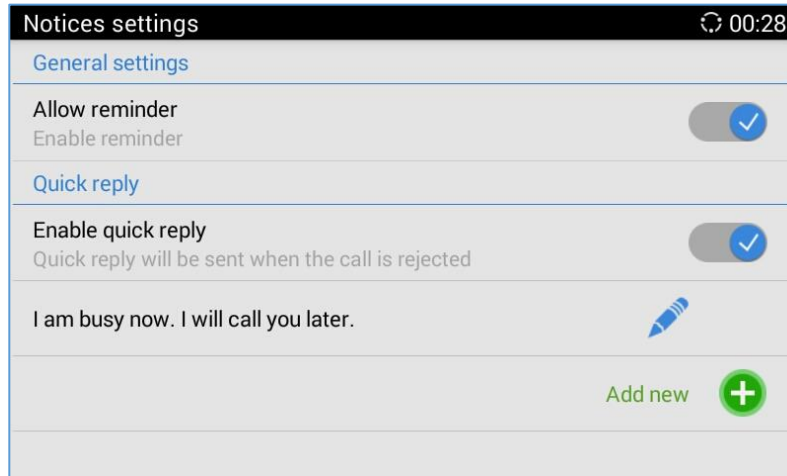 Notices settings 00:28
General settings
Allow reminder
Enable reminder
Quick reply
Enable quick reply
Quick reply will be sent when the call is rejected
I am busy now. I will call you later.
Add new